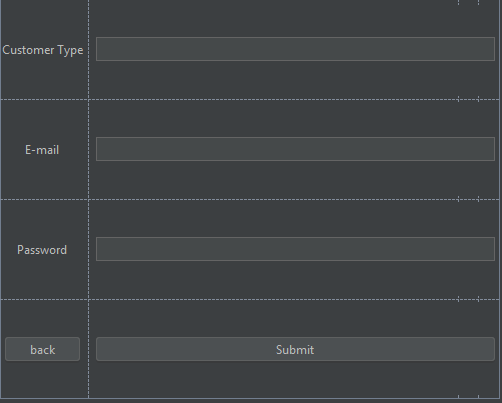 Customer Type
E-mail
Password
back
Submit